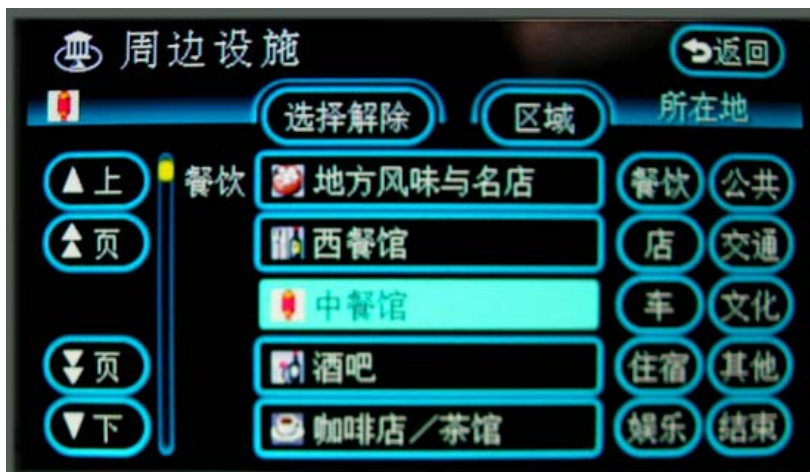 周边设施 返回
选择解除 区域 所在地
上 餐饮 地方风味与名店 餐饮 公共
页 西餐馆 店 交通
中餐馆 车 文化
页 酒吧 住宿 其他
下 咖啡店／茶馆 娱乐 结束